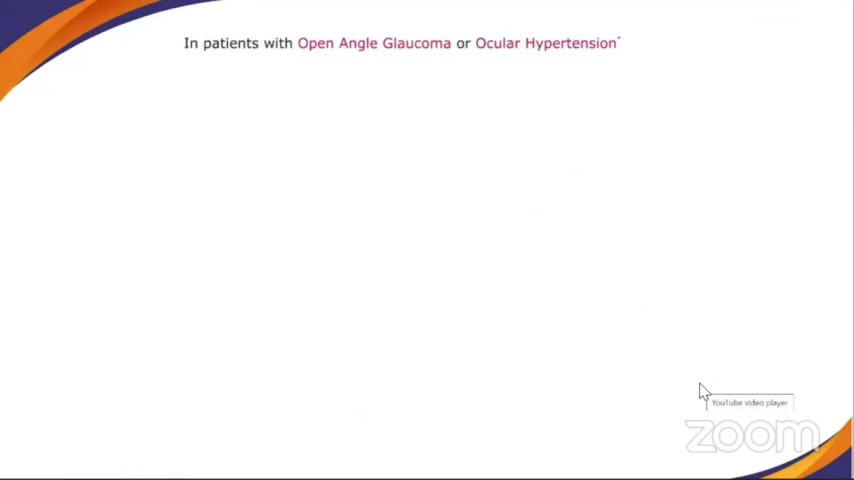 In patients with Open Angle Glaucoma or Ocular Hypertension*
YouTube video player
zoom